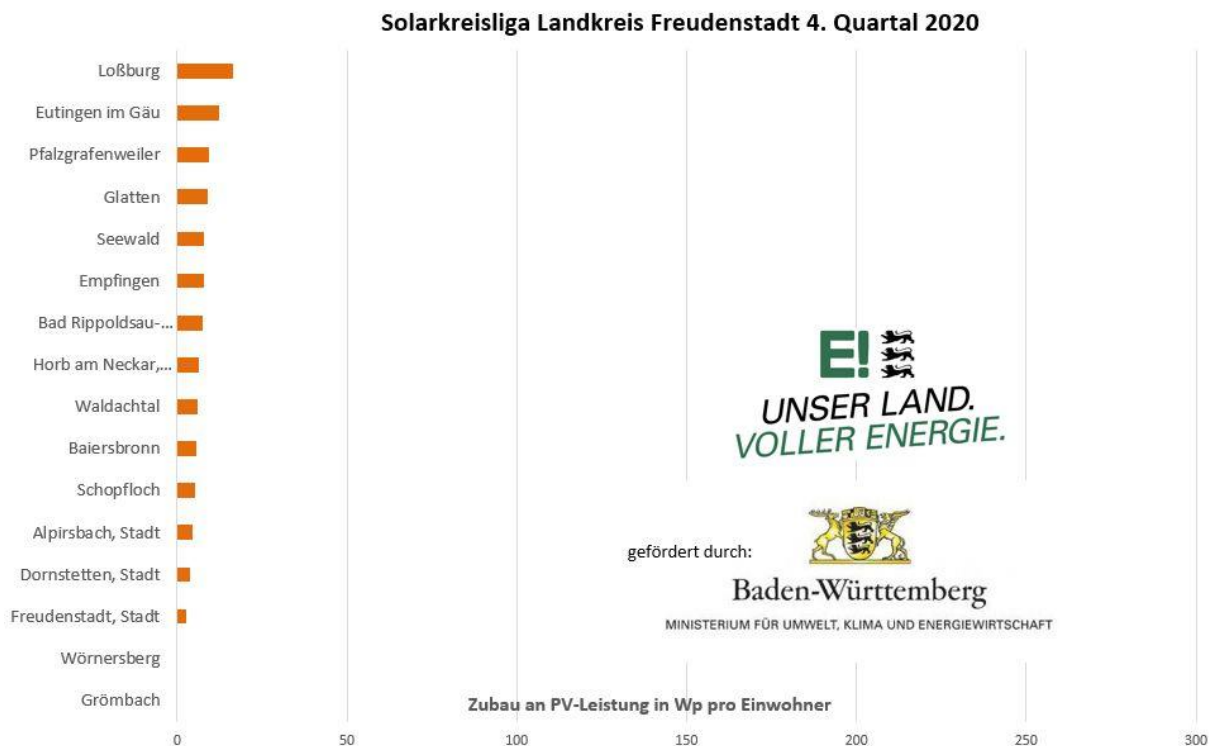 Solarkreisliga Landkreis Freudenstadt 4. Quartal 2020
Loßburg
Eutingen im Gäu
Pfalzgrafenweiler
Glatten
Seewald
Empfingen
Bad Rippoldsau-...
Horb am Neckar,...
Waldachtal
Baiersbronn
Schopfloch
Alpirsbach, Stadt
Dornstetten, Stadt
Freudenstadt, Stadt
Wörnersberg
Grömbach
E!
UNSER LAND.
VOLLER ENERGIE.
gefördert durch:
Baden-Württemberg
MINISTERIUM FÜR UMWELT, KLIMA UND ENERGIEWIRTSCHAFT
Zubau an PV-Leistung in Wp pro Einwohner
0 50 100 150 200 250 300